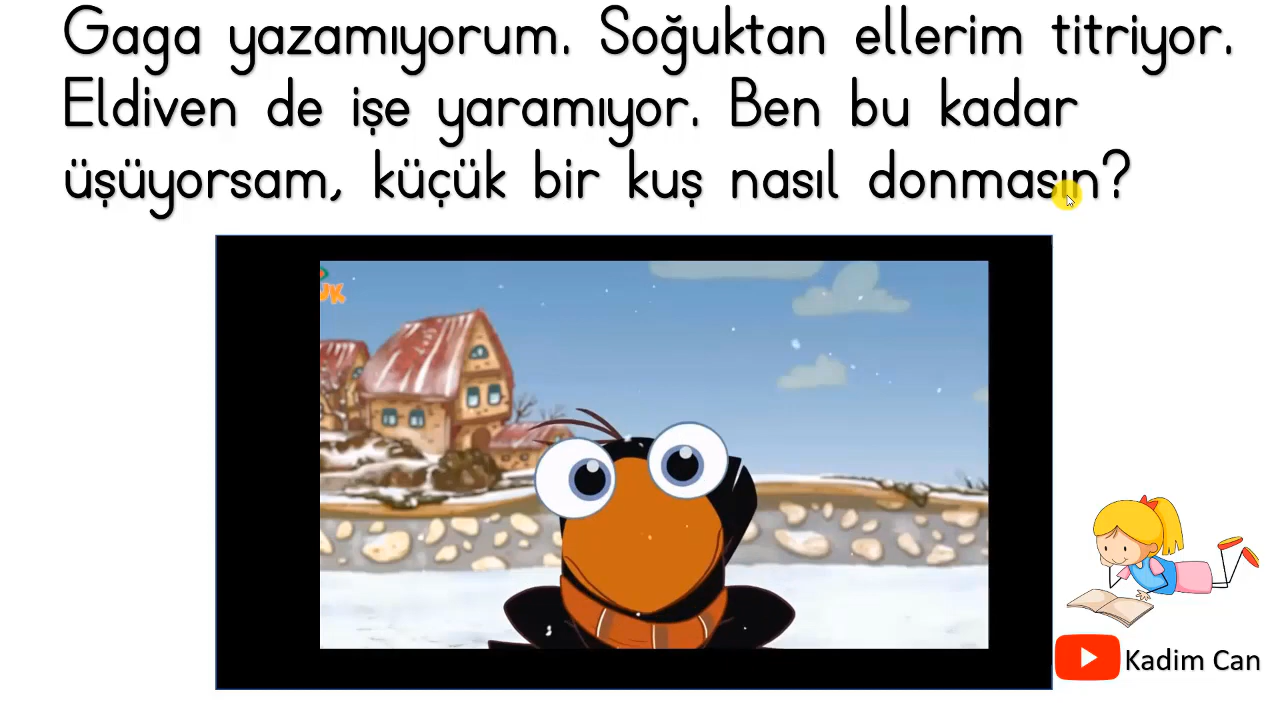 Gaga yazamıyorum. Soğuktan ellerim titriyor.
Eldiven de işe yaramıyor. Ben bu kadar
üşüyorsam, küçük bir kuş nasıl donmasın?
Kadim Can